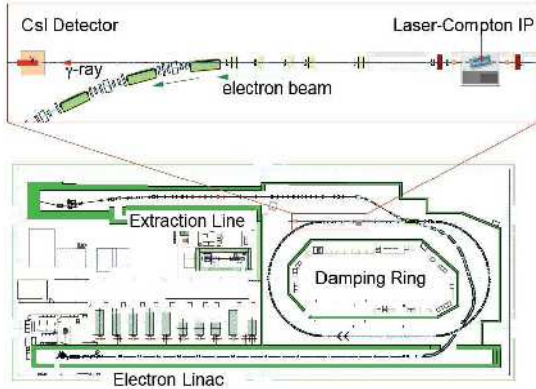 CsI Detector
Laser-Compton IP
γ-ray
electron beam
Extraction Line
Damping Ring
Electron Linac